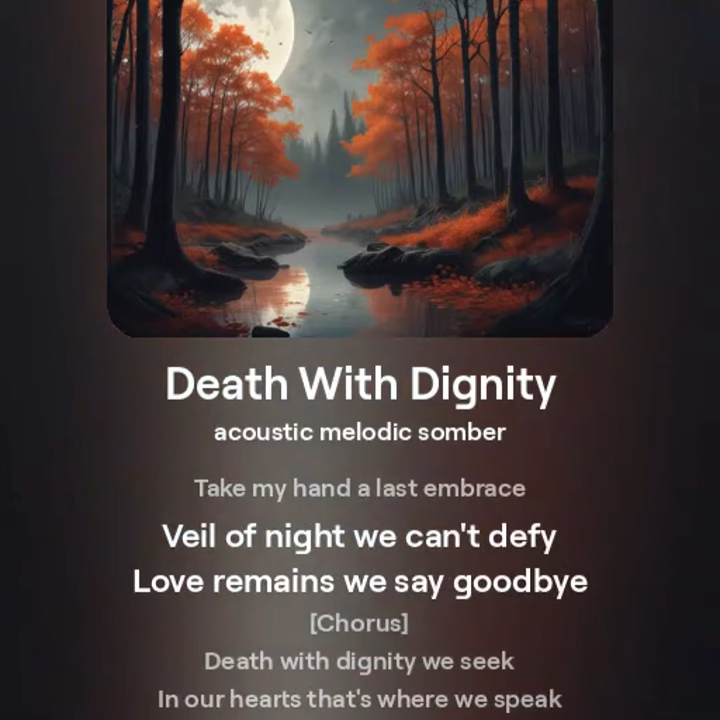 Death With Dignity
acoustic melodic somber
Take my hand a last embrace
Veil of night we can't defy
Love remains we say goodbye
[Chorus]
Death with dignity we seek
In our hearts that's where we speak